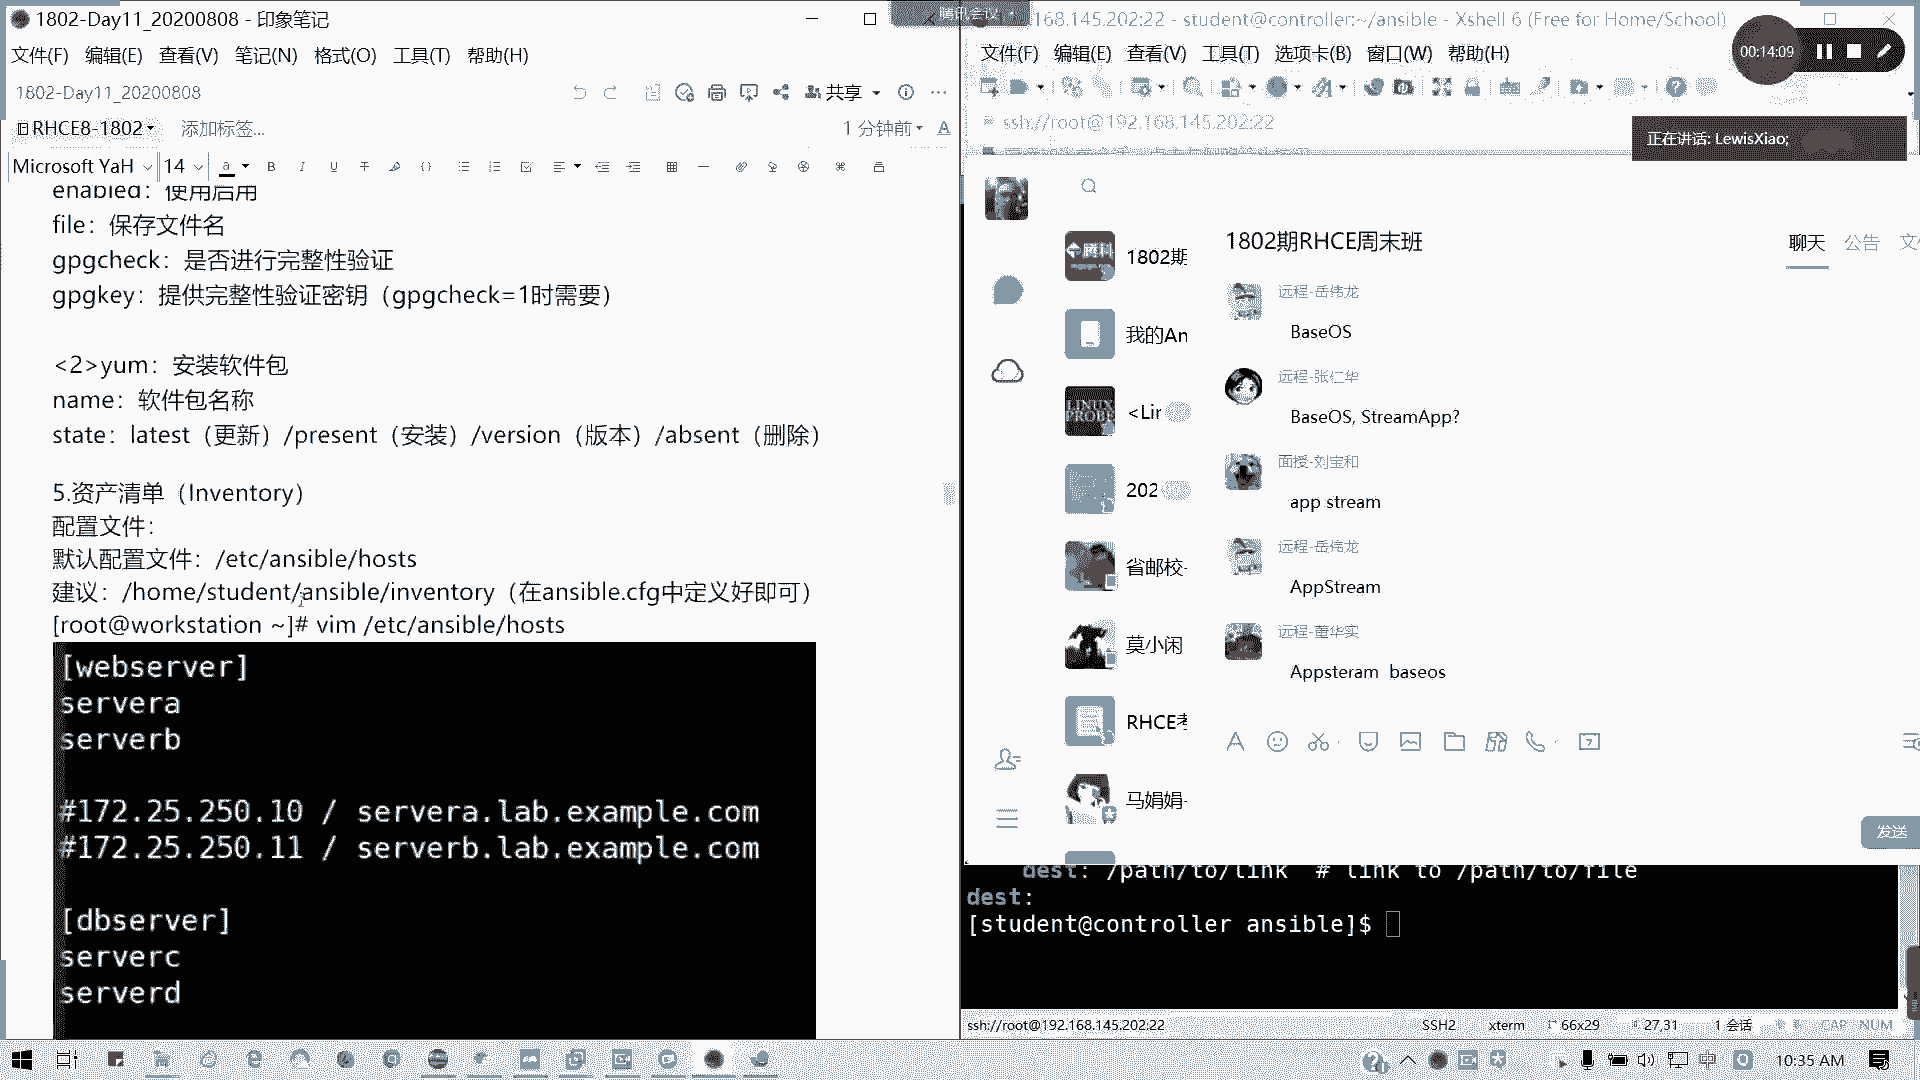 1802-Day11_20200808 - 印象笔记
文件(F) 编辑(E) 查看(V) 笔记(N) 格式(O) 工具(T) 帮助(H)
1802-Day11_20200808
共享
RHCE8-1802
添加标签...
1 分钟前
Microsoft YaH
14
enabled：使用启用
file：保存文件名
gpgcheck：是否进行完整性验证
gpgkey：提供完整性验证密钥（gpgcheck=1时需要）
<2>yum：安装软件包
name：软件包名称
state：latest（更新）/present（安装）/version（版本）/absent（删除）
5.资产清单（Inventory）
配置文件：
默认配置文件：/etc/ansible/hosts
建议：/home/student/ansible/inventory（在ansible.cfg中定义好即可）
[root@workstation ~]# vim /etc/ansible/hosts
[webserver]
servera
serverb
#172.25.250.10 / servera.lab.example.com
#172.25.250.11 / serverb.lab.example.com
[dbserver]
serverc
serverd
腾讯会议
168.145.202:22 - student@controller:~/ansible - Xshell 6 (Free for Home/School)
文件(F) 编辑(E) 查看(V) 工具(T) 选项卡(B) 窗口(W) 帮助(H)
00:14:09
ssh://root@192.168.145.202:22
正在讲话: LewisXiao;
1802期
我的An
<Lin
202
省邮校-
莫小闲
RHCE考
马娟娟-
1802期RHCE周末班
聊天 公告
远程-岳伟龙
BaseOS
远程-张仁华
BaseOS, StreamApp?
面授-刘宝和
app stream
远程-岳伟龙
AppStream
远程-董华实
Appsteram baseos
发送
dest: /path/to/link # link to /path/to/file
dest:
[student@controller ansible]$
ssh://root@192.168.145.202:22
SSH2 xterm 66x29 27,31 1 会话 CAP NUM
中
10:35 AM